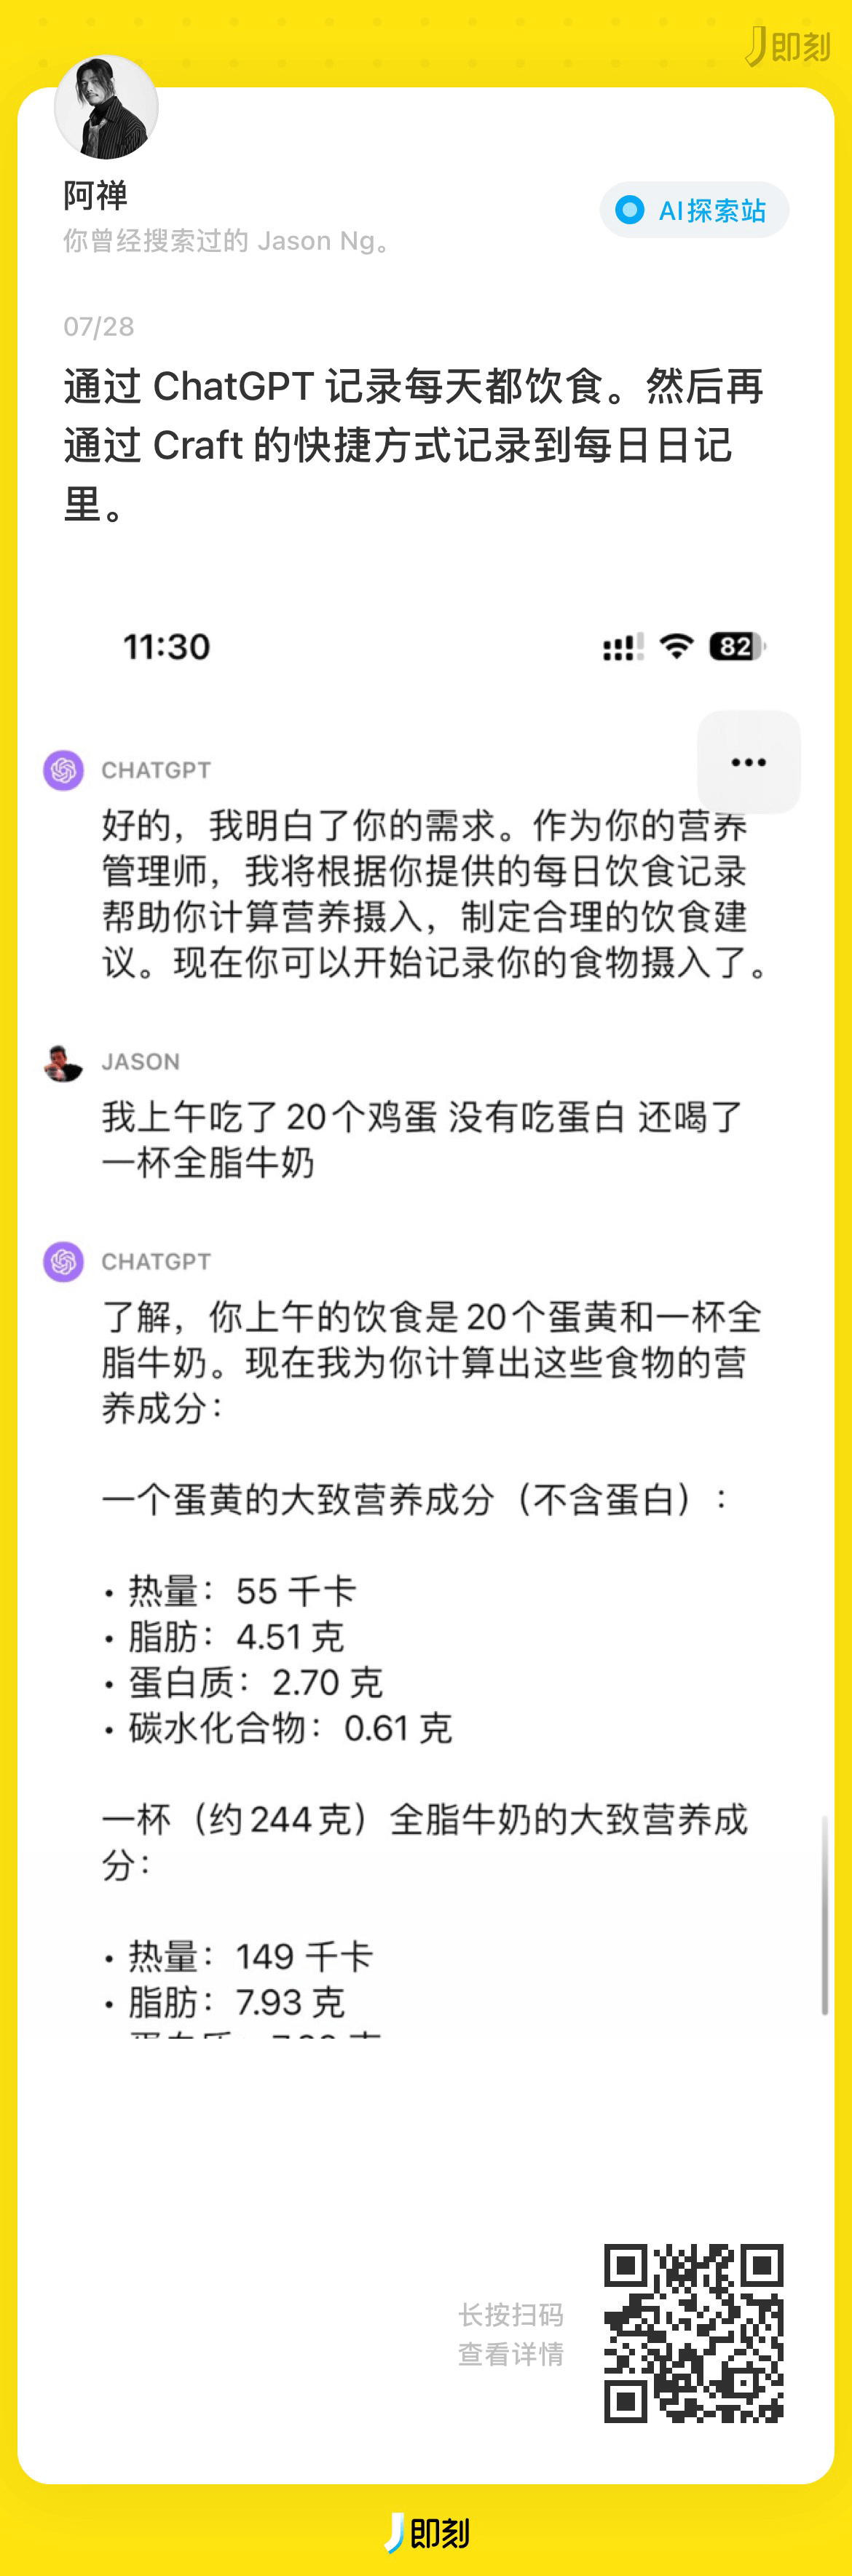 即刻
阿禅
你曾经搜索过的 Jason Ng。
AI探索站
07/28
通过 ChatGPT 记录每天都饮食。然后再
通过 Craft 的快捷方式记录到每日日记
里。
11:30
82
CHATGPT
好的，我明白了你的需求。作为你的营养
管理师，我将根据你提供的每日饮食记录
帮助你计算营养摄入，制定合理的饮食建
议。现在你可以开始记录你的食物摄入了。
JASON
我上午吃了20个鸡蛋 没有吃蛋白 还喝了
一杯全脂牛奶
CHATGPT
了解，你上午的饮食是20个蛋黄和一杯全
脂牛奶。现在我为你计算出这些食物的营
养成分：
一个蛋黄的大致营养成分（不含蛋白）：
• 热量：55 千卡
• 脂肪：4.51 克
• 蛋白质：2.70 克
• 碳水化合物：0.61 克
一杯（约244克）全脂牛奶的大致营养成
分：
• 热量：149 千卡
• 脂肪：7.93 克
长按扫码
查看详情
即刻